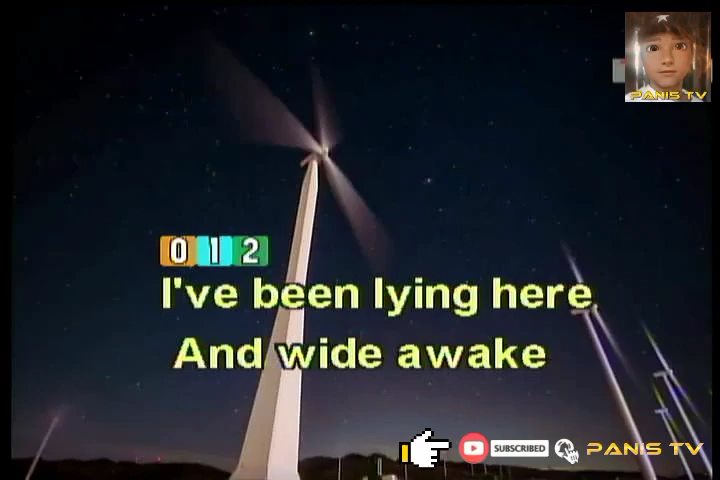 PANIS TV
0 1 2
I've been lying here
And wide awake
SUBSCRIBED
PANIS TV